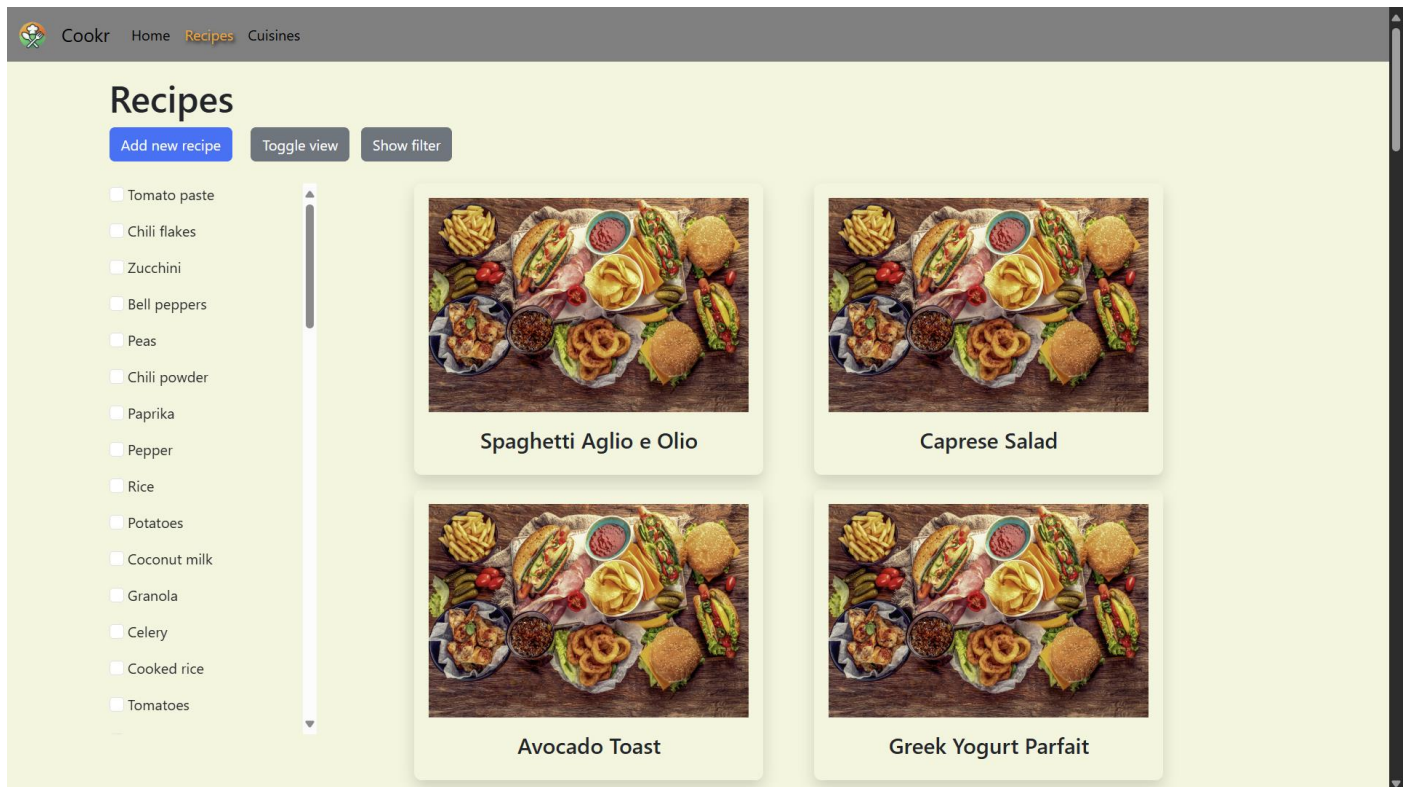 Cookr Home Recipes Cuisines
Recipes
Add new recipe Toggle view Show filter
Tomato paste
Chili flakes
Zucchini
Bell peppers
Peas
Chili powder
Paprika
Pepper
Rice
Potatoes
Coconut milk
Granola
Celery
Cooked rice
Tomatoes
Spaghetti Aglio e Olio
Caprese Salad
Avocado Toast
Greek Yogurt Parfait